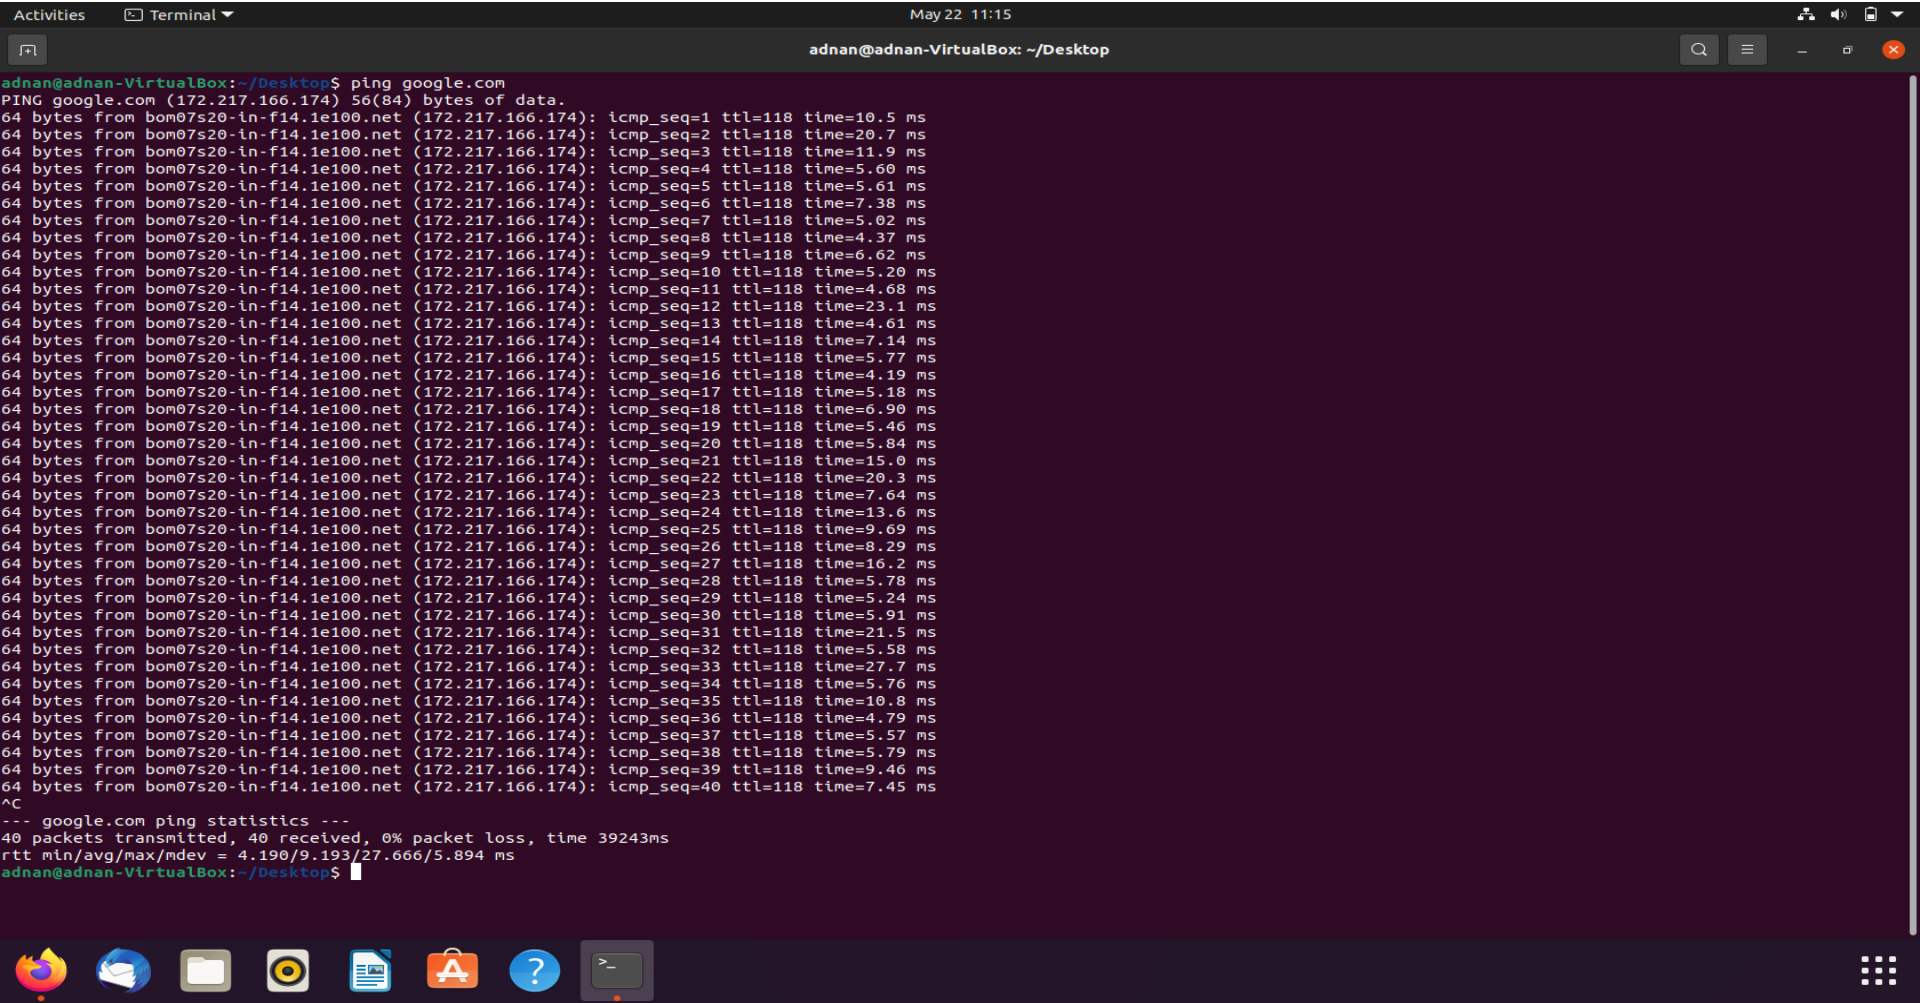 Activities Terminal May 22 11:15
adnan@adnan-VirtualBox: ~/Desktop
adnan@adnan-VirtualBox:~/Desktop$ ping google.com
PING google.com (172.217.166.174) 56(84) bytes of data.
64 bytes from bom07s20-in-f14.1e100.net (172.217.166.174): icmp_seq=1 ttl=118 time=10.5 ms
64 bytes from bom07s20-in-f14.1e100.net (172.217.166.174): icmp_seq=2 ttl=118 time=20.7 ms
64 bytes from bom07s20-in-f14.1e100.net (172.217.166.174): icmp_seq=3 ttl=118 time=11.9 ms
64 bytes from bom07s20-in-f14.1e100.net (172.217.166.174): icmp_seq=4 ttl=118 time=5.60 ms
64 bytes from bom07s20-in-f14.1e100.net (172.217.166.174): icmp_seq=5 ttl=118 time=5.61 ms
64 bytes from bom07s20-in-f14.1e100.net (172.217.166.174): icmp_seq=6 ttl=118 time=7.38 ms
64 bytes from bom07s20-in-f14.1e100.net (172.217.166.174): icmp_seq=7 ttl=118 time=5.02 ms
64 bytes from bom07s20-in-f14.1e100.net (172.217.166.174): icmp_seq=8 ttl=118 time=4.37 ms
64 bytes from bom07s20-in-f14.1e100.net (172.217.166.174): icmp_seq=9 ttl=118 time=6.62 ms
64 bytes from bom07s20-in-f14.1e100.net (172.217.166.174): icmp_seq=10 ttl=118 time=5.20 ms
64 bytes from bom07s20-in-f14.1e100.net (172.217.166.174): icmp_seq=11 ttl=118 time=4.68 ms
64 bytes from bom07s20-in-f14.1e100.net (172.217.166.174): icmp_seq=12 ttl=118 time=23.1 ms
64 bytes from bom07s20-in-f14.1e100.net (172.217.166.174): icmp_seq=13 ttl=118 time=4.61 ms
64 bytes from bom07s20-in-f14.1e100.net (172.217.166.174): icmp_seq=14 ttl=118 time=7.14 ms
64 bytes from bom07s20-in-f14.1e100.net (172.217.166.174): icmp_seq=15 ttl=118 time=5.77 ms
64 bytes from bom07s20-in-f14.1e100.net (172.217.166.174): icmp_seq=16 ttl=118 time=4.19 ms
64 bytes from bom07s20-in-f14.1e100.net (172.217.166.174): icmp_seq=17 ttl=118 time=5.18 ms
64 bytes from bom07s20-in-f14.1e100.net (172.217.166.174): icmp_seq=18 ttl=118 time=6.90 ms
64 bytes from bom07s20-in-f14.1e100.net (172.217.166.174): icmp_seq=19 ttl=118 time=5.46 ms
64 bytes from bom07s20-in-f14.1e100.net (172.217.166.174): icmp_seq=20 ttl=118 time=5.84 ms
64 bytes from bom07s20-in-f14.1e100.net (172.217.166.174): icmp_seq=21 ttl=118 time=15.0 ms
64 bytes from bom07s20-in-f14.1e100.net (172.217.166.174): icmp_seq=22 ttl=118 time=20.3 ms
64 bytes from bom07s20-in-f14.1e100.net (172.217.166.174): icmp_seq=23 ttl=118 time=7.64 ms
64 bytes from bom07s20-in-f14.1e100.net (172.217.166.174): icmp_seq=24 ttl=118 time=13.6 ms
64 bytes from bom07s20-in-f14.1e100.net (172.217.166.174): icmp_seq=25 ttl=118 time=9.69 ms
64 bytes from bom07s20-in-f14.1e100.net (172.217.166.174): icmp_seq=26 ttl=118 time=8.29 ms
64 bytes from bom07s20-in-f14.1e100.net (172.217.166.174): icmp_seq=27 ttl=118 time=16.2 ms
64 bytes from bom07s20-in-f14.1e100.net (172.217.166.174): icmp_seq=28 ttl=118 time=5.78 ms
64 bytes from bom07s20-in-f14.1e100.net (172.217.166.174): icmp_seq=29 ttl=118 time=5.24 ms
64 bytes from bom07s20-in-f14.1e100.net (172.217.166.174): icmp_seq=30 ttl=118 time=5.91 ms
64 bytes from bom07s20-in-f14.1e100.net (172.217.166.174): icmp_seq=31 ttl=118 time=21.5 ms
64 bytes from bom07s20-in-f14.1e100.net (172.217.166.174): icmp_seq=32 ttl=118 time=5.58 ms
64 bytes from bom07s20-in-f14.1e100.net (172.217.166.174): icmp_seq=33 ttl=118 time=27.7 ms
64 bytes from bom07s20-in-f14.1e100.net (172.217.166.174): icmp_seq=34 ttl=118 time=5.76 ms
64 bytes from bom07s20-in-f14.1e100.net (172.217.166.174): icmp_seq=35 ttl=118 time=10.8 ms
64 bytes from bom07s20-in-f14.1e100.net (172.217.166.174): icmp_seq=36 ttl=118 time=4.79 ms
64 bytes from bom07s20-in-f14.1e100.net (172.217.166.174): icmp_seq=37 ttl=118 time=5.57 ms
64 bytes from bom07s20-in-f14.1e100.net (172.217.166.174): icmp_seq=38 ttl=118 time=5.79 ms
64 bytes from bom07s20-in-f14.1e100.net (172.217.166.174): icmp_seq=39 ttl=118 time=9.46 ms
64 bytes from bom07s20-in-f14.1e100.net (172.217.166.174): icmp_seq=40 ttl=118 time=7.45 ms
^C
--- google.com ping statistics ---
40 packets transmitted, 40 received, 0% packet loss, time 39243ms
rtt min/avg/max/mdev = 4.190/9.193/27.666/5.894 ms
adnan@adnan-VirtualBox:~/Desktop$